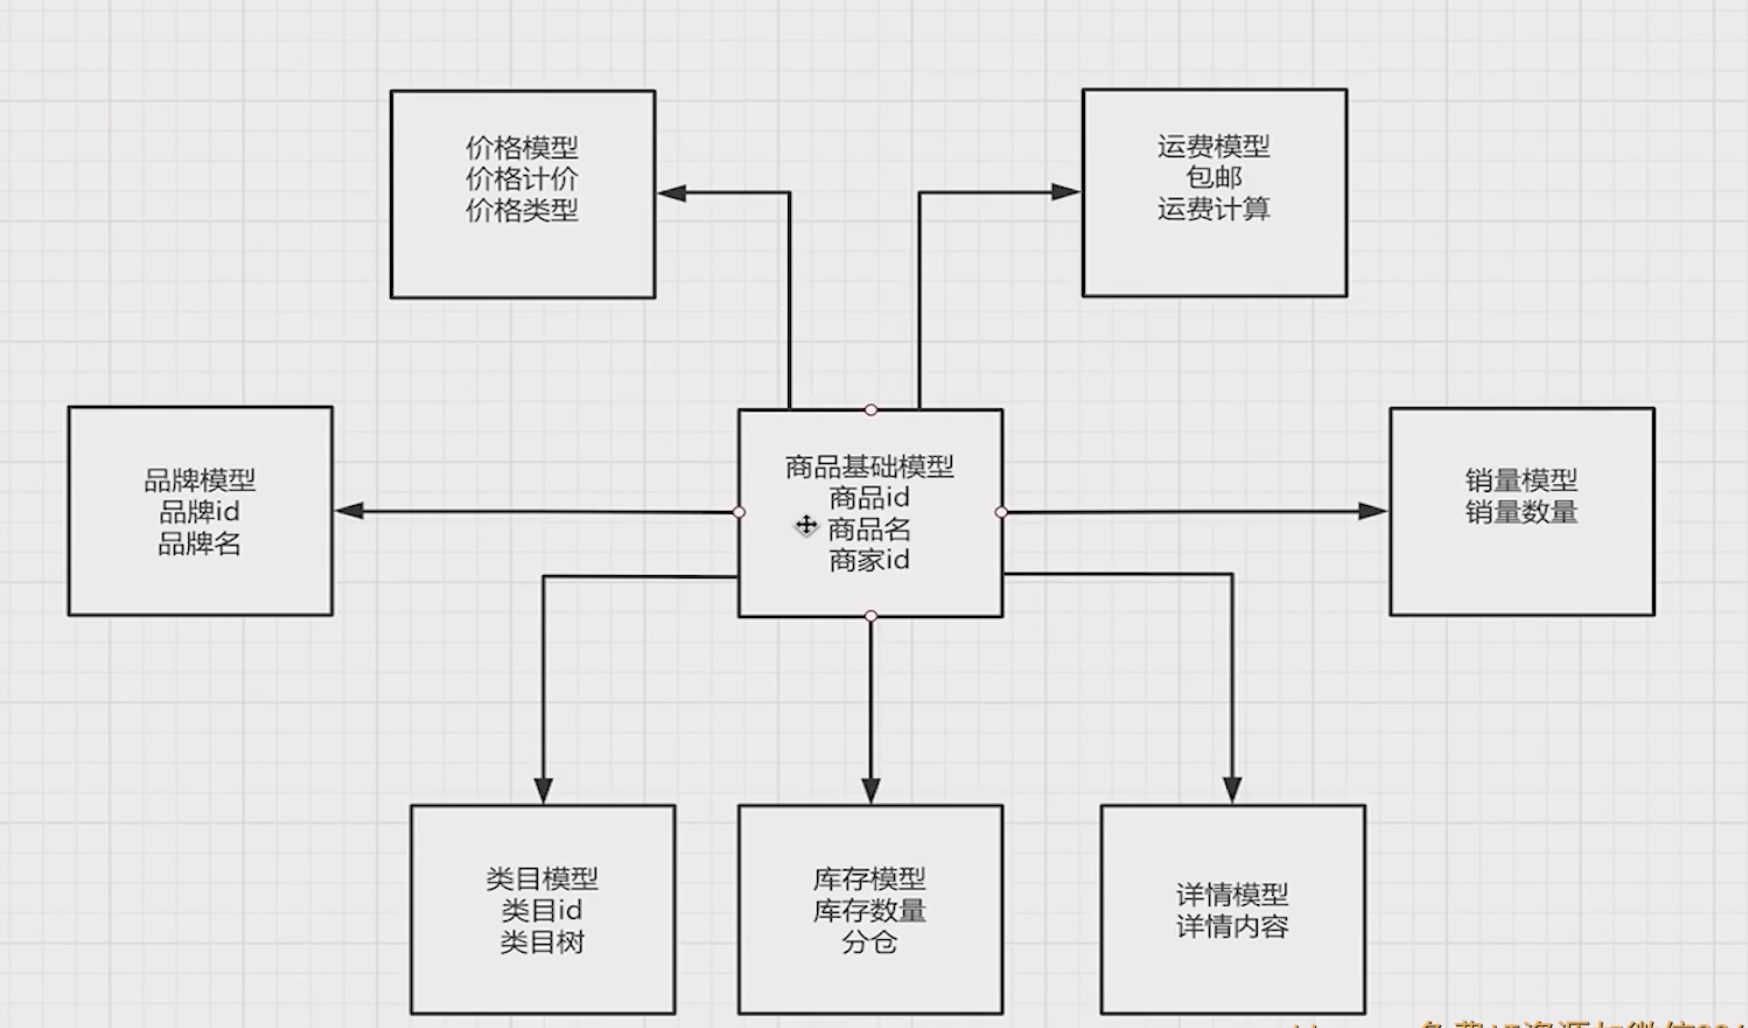 价格模型
价格计价
价格类型
运费模型
包邮
运费计算
品牌模型
品牌id
品牌名
商品基础模型
商品id
商品名
商家id
销量模型
销量数量
类目模型
类目id
类目树
库存模型
库存数量
分仓
详情模型
详情内容